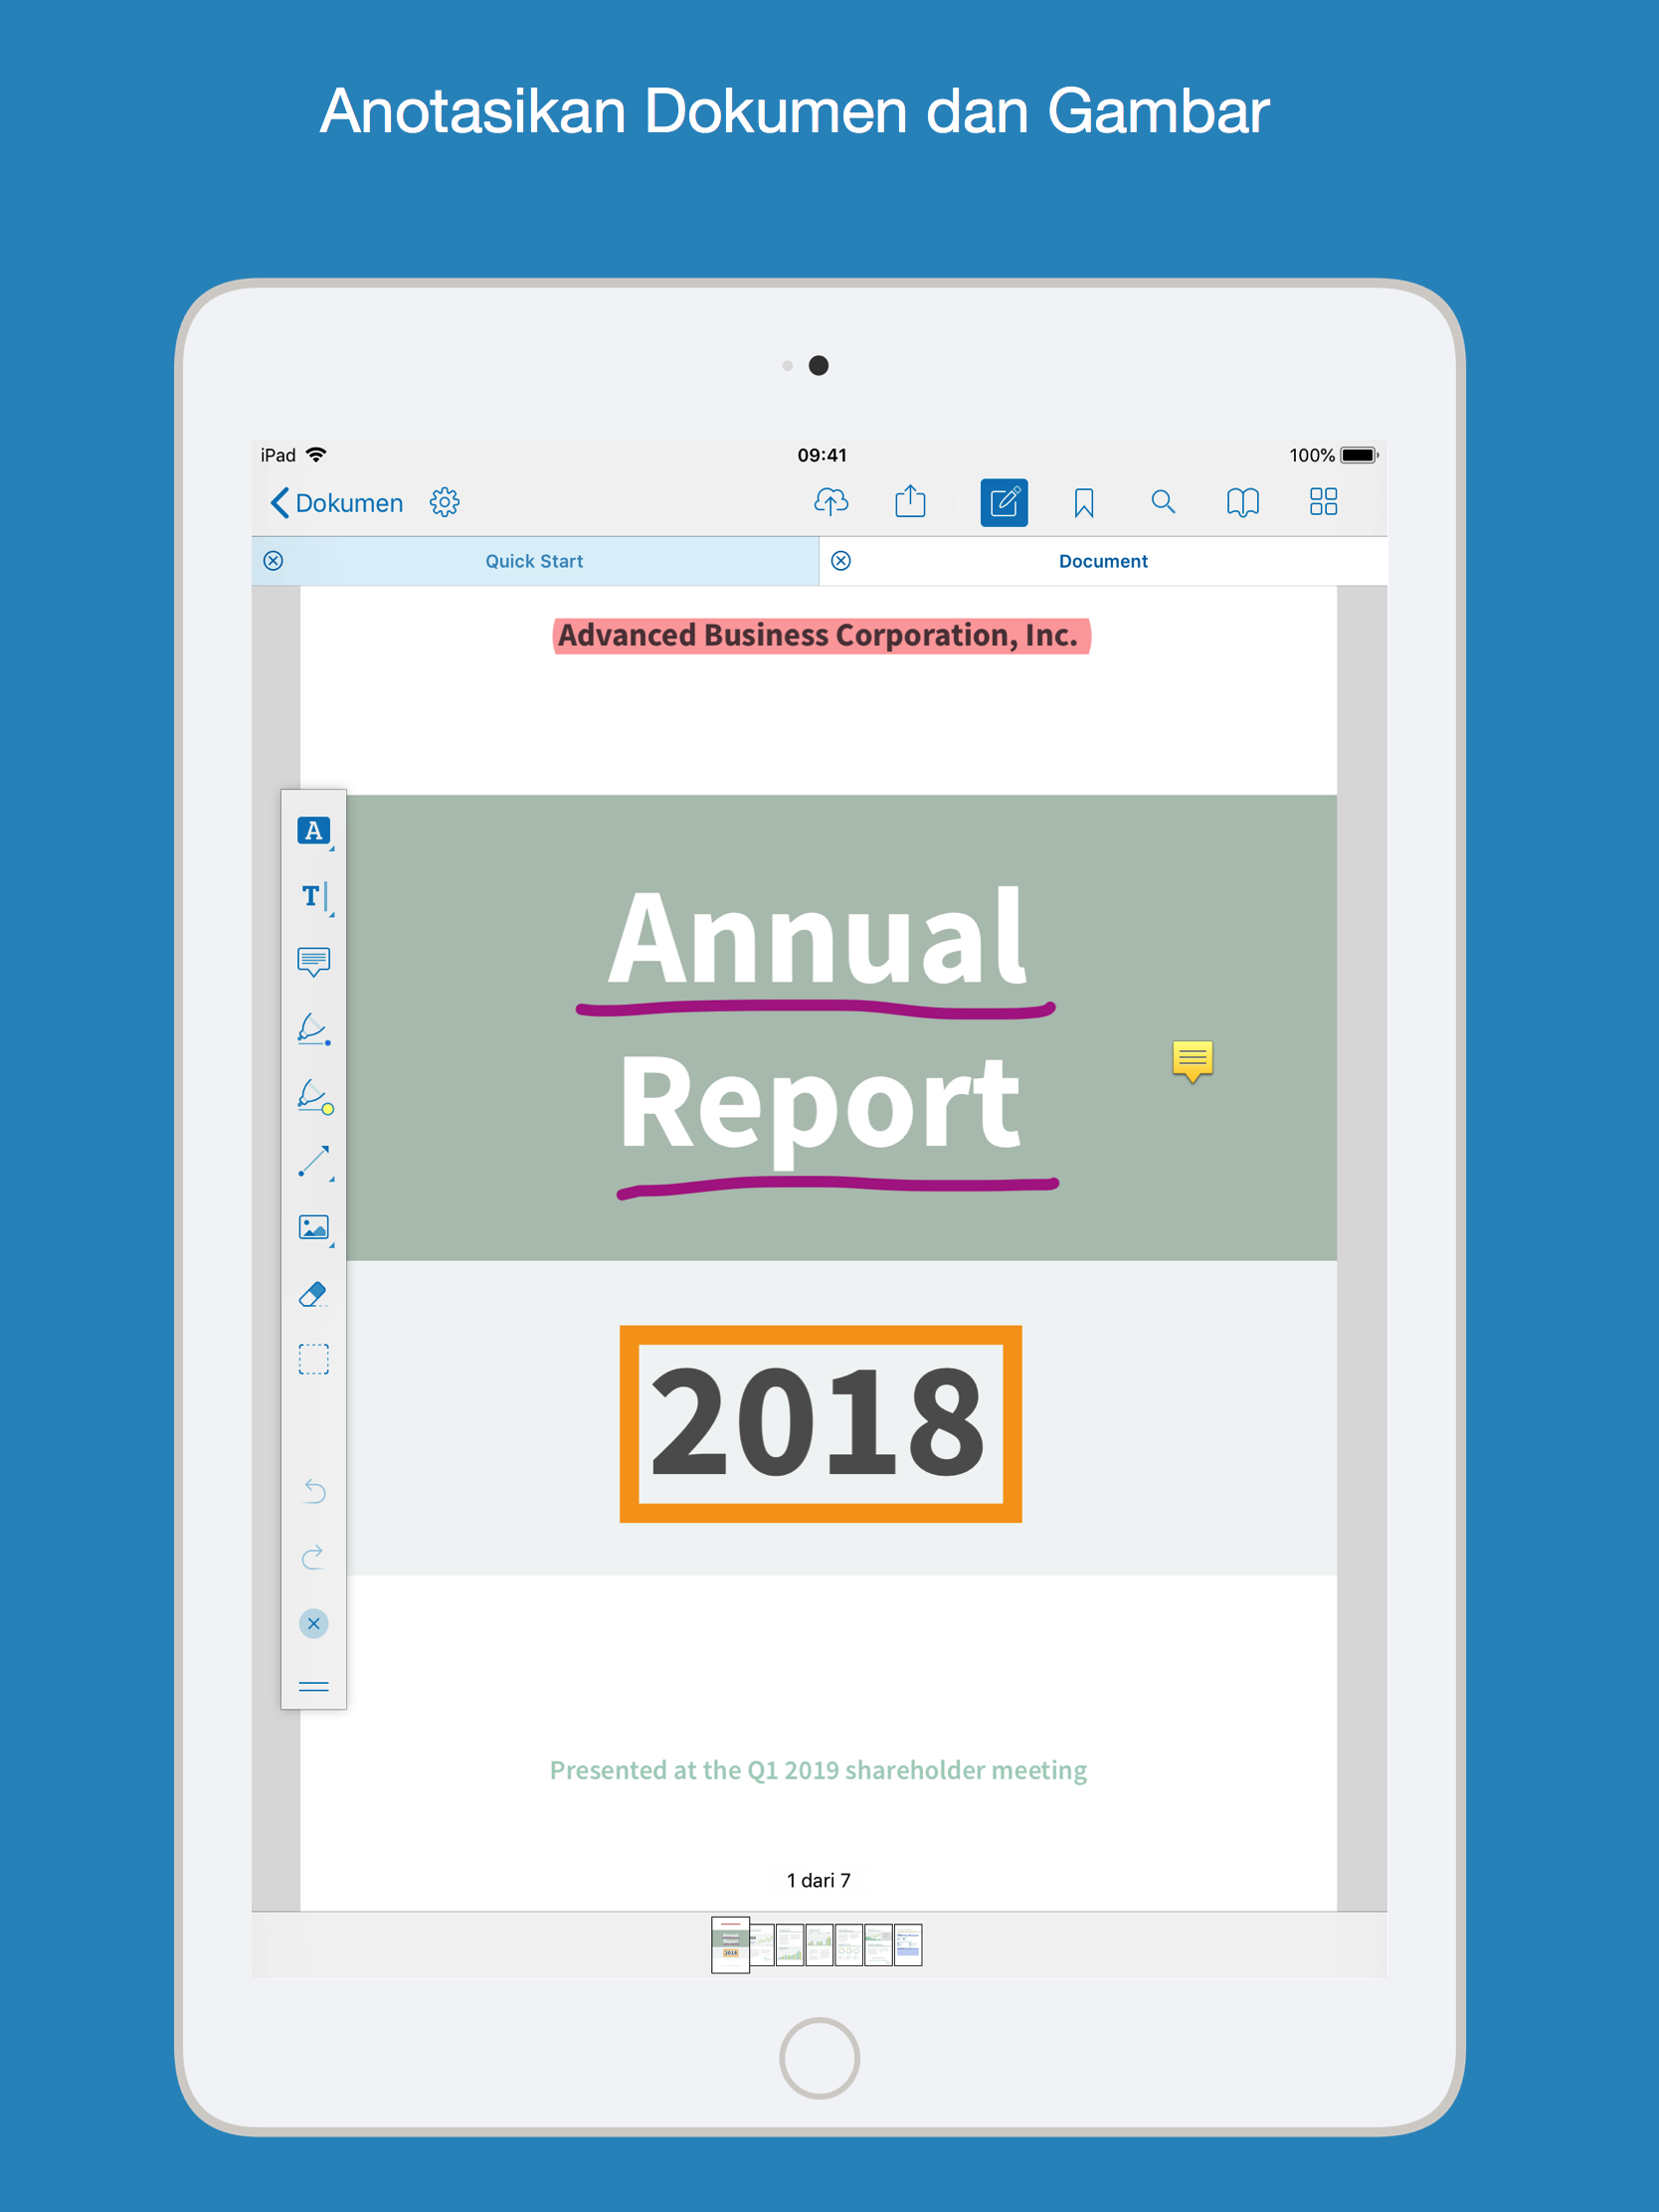 Anotasikan Dokumen dan Gambar
iPad 09:41 100%
Dokumen
Quick Start Document
Advanced Business Corporation, Inc.
A
T
Annual
Report
2018
Presented at the Q1 2019 shareholder meeting
1 dari 7